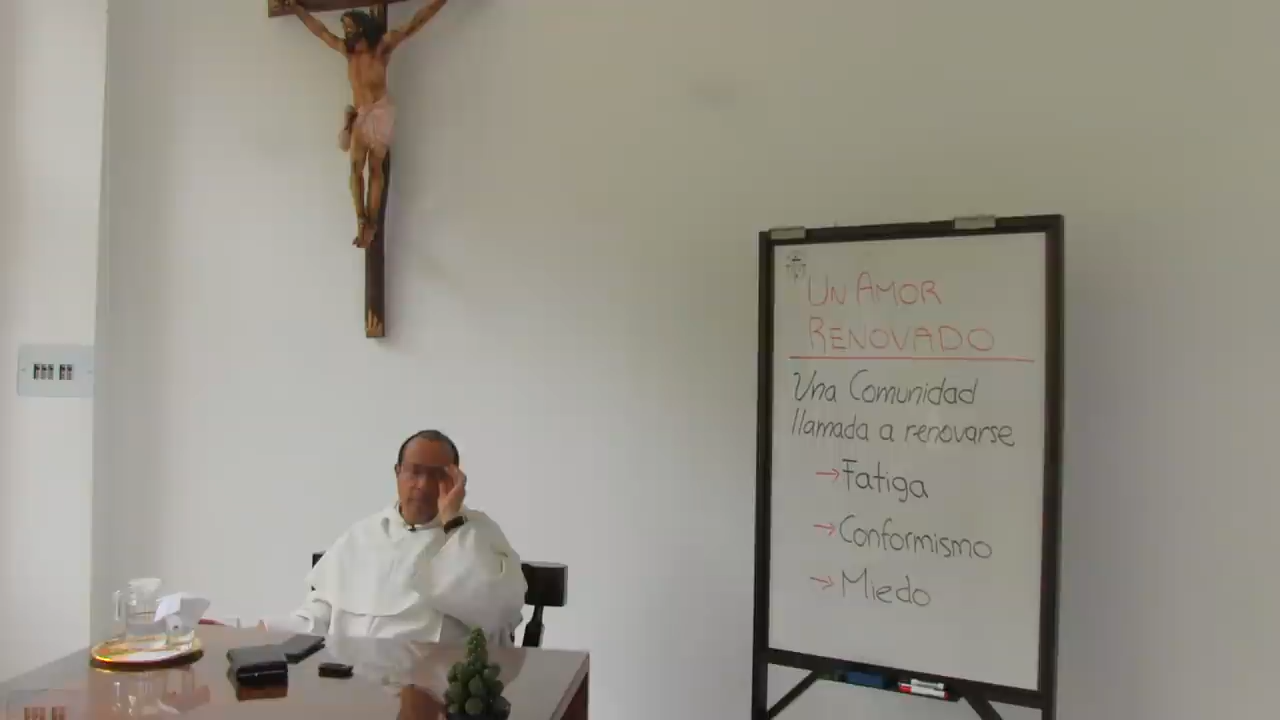 UN AMOR
RENOVADO
Una Comunidad
llamada a renovarse
→Fatiga
→Conformismo
→Miedo